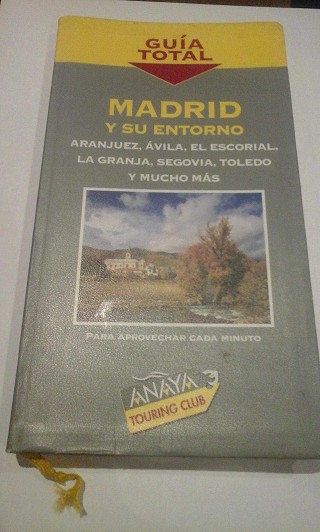 GUÍA
TOTAL
MADRID
Y SU ENTORNO
ARANJUEZ, ÁVILA, EL ESCORIAL,
LA GRANJA, SEGOVIA, TOLEDO
Y MUCHO MÁS
PARA APROVECHAR CADA MINUTO
ANAYA
TOURING CLUB